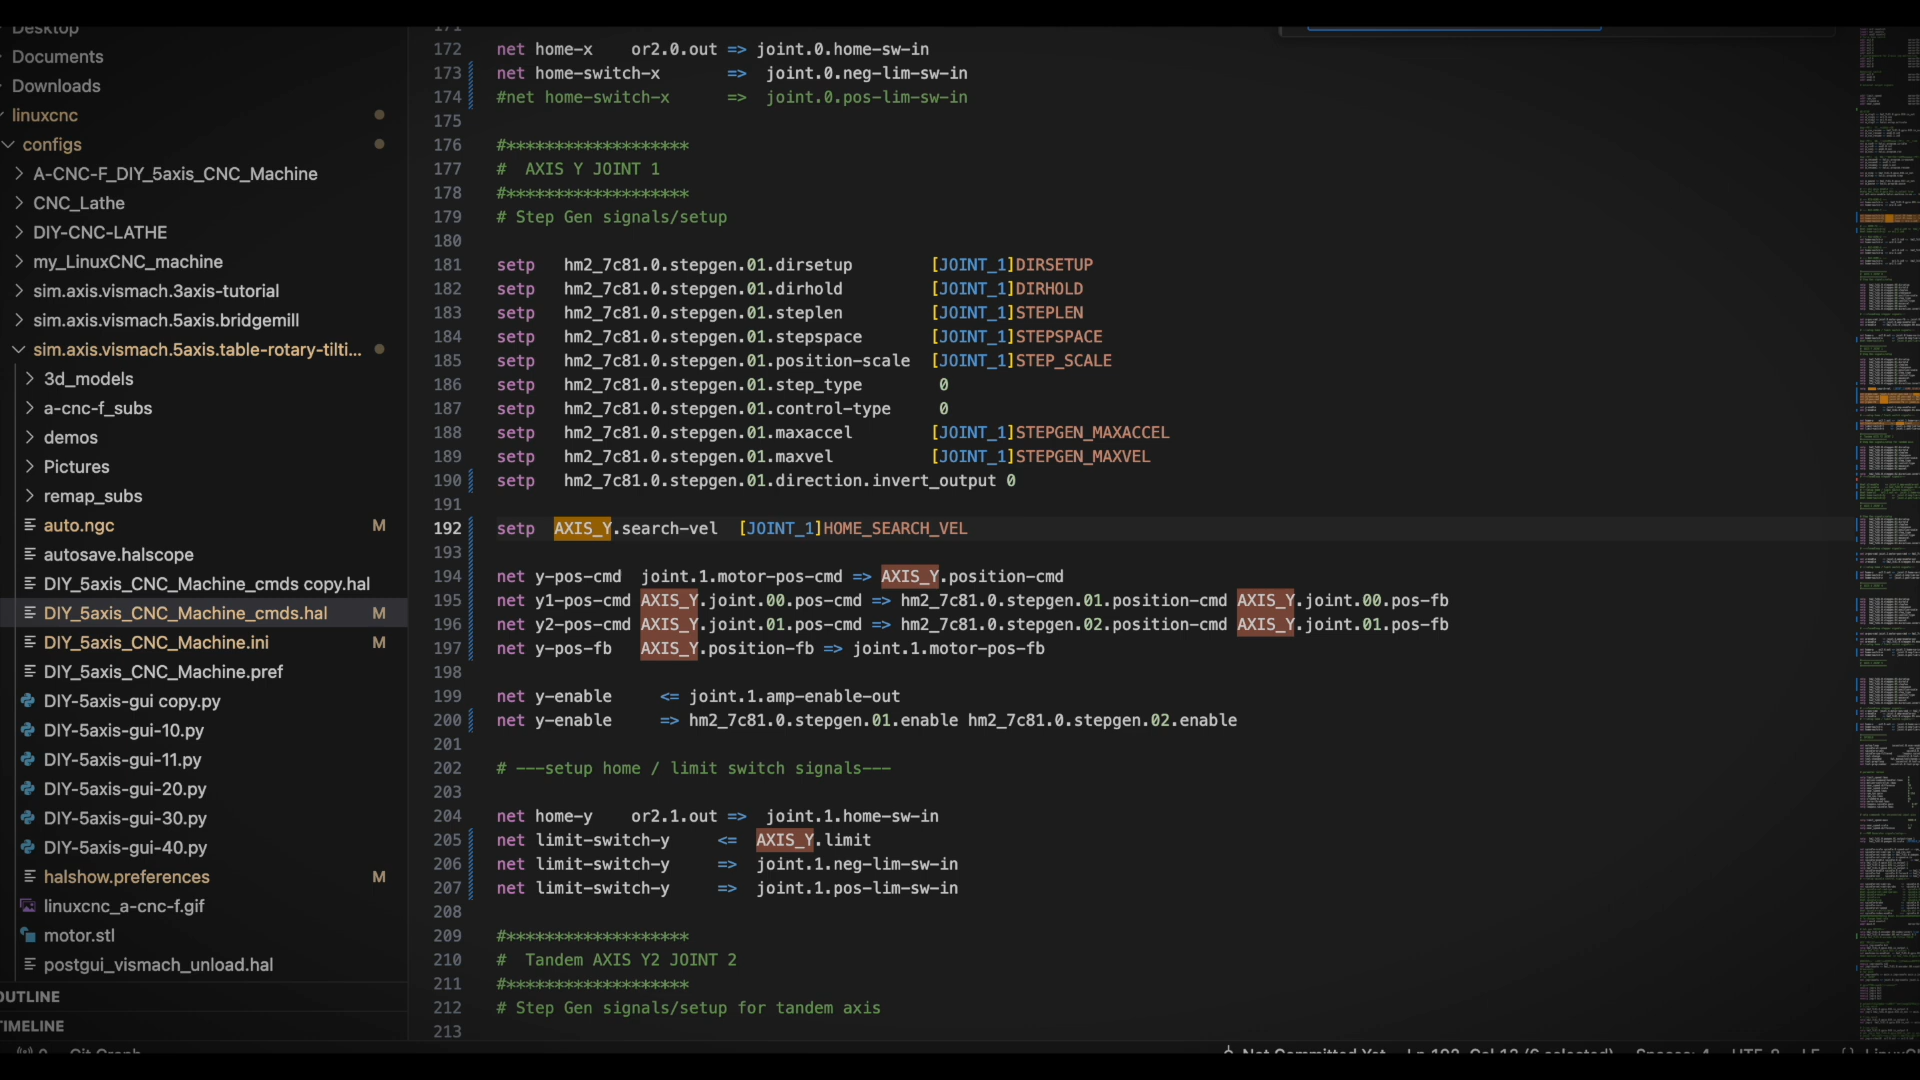 Desktop
Documents
Downloads
linuxcnc
configs
A-CNC-F_DIY_5axis_CNC_Machine
CNC_Lathe
DIY-CNC-LATHE
my_LinuxCNC_machine
sim.axis.vismach.3axis-tutorial
sim.axis.vismach.5axis.bridgemill
sim.axis.vismach.5axis.table-rotary-tilti...
3d_models
a-cnc-f_subs
demos
Pictures
remap_subs
auto.ngc M
autosave.halscope
DIY_5axis_CNC_Machine_cmds copy.hal
DIY_5axis_CNC_Machine_cmds.hal M
DIY_5axis_CNC_Machine.ini M
DIY_5axis_CNC_Machine.pref
DIY-5axis-gui copy.py
DIY-5axis-gui-10.py
DIY-5axis-gui-11.py
DIY-5axis-gui-20.py
DIY-5axis-gui-30.py
DIY-5axis-gui-40.py
halshow.preferences M
linuxcnc_a-cnc-f.gif
motor.stl
postgui_vismach_unload.hal
OUTLINE
TIMELINE
171
172 net home-x or2.0.out => joint.0.home-sw-in
173 net home-switch-x => joint.0.neg-lim-sw-in
174 #net home-switch-x => joint.0.pos-lim-sw-in
175
176 #*******************
177 # AXIS Y JOINT 1
178 #*******************
179 # Step Gen signals/setup
180
181 setp hm2_7c81.0.stepgen.01.dirsetup [JOINT_1]DIRSETUP
182 setp hm2_7c81.0.stepgen.01.dirhold [JOINT_1]DIRHOLD
183 setp hm2_7c81.0.stepgen.01.steplen [JOINT_1]STEPLEN
184 setp hm2_7c81.0.stepgen.01.stepspace [JOINT_1]STEPSPACE
185 setp hm2_7c81.0.stepgen.01.position-scale [JOINT_1]STEP_SCALE
186 setp hm2_7c81.0.stepgen.01.step_type 0
187 setp hm2_7c81.0.stepgen.01.control-type 0
188 setp hm2_7c81.0.stepgen.01.maxaccel [JOINT_1]STEPGEN_MAXACCEL
189 setp hm2_7c81.0.stepgen.01.maxvel [JOINT_1]STEPGEN_MAXVEL
190 setp hm2_7c81.0.stepgen.01.direction.invert_output 0
191
192 setp AXIS_Y.search-vel [JOINT_1]HOME_SEARCH_VEL
193
194 net y-pos-cmd joint.1.motor-pos-cmd => AXIS_Y.position-cmd
195 net y1-pos-cmd AXIS_Y.joint.00.pos-cmd => hm2_7c81.0.stepgen.01.position-cmd AXIS_Y.joint.00.pos-fb
196 net y2-pos-cmd AXIS_Y.joint.01.pos-cmd => hm2_7c81.0.stepgen.02.position-cmd AXIS_Y.joint.01.pos-fb
197 net y-pos-fb AXIS_Y.position-fb => joint.1.motor-pos-fb
198
199 net y-enable <= joint.1.amp-enable-out
200 net y-enable => hm2_7c81.0.stepgen.01.enable hm2_7c81.0.stepgen.02.enable
201
202 # ---setup home / limit switch signals---
203
204 net home-y or2.1.out => joint.1.home-sw-in
205 net limit-switch-y <= AXIS_Y.limit
206 net limit-switch-y => joint.1.neg-lim-sw-in
207 net limit-switch-y => joint.1.pos-lim-sw-in
208
209 #*******************
210 # Tandem AXIS Y2 JOINT 2
211 #*******************
212 # Step Gen signals/setup for tandem axis
213
Git Graph
Not Committed Yet Ln 192, Col 13 (6 selected) Spaces: 4 UTF-8 LF